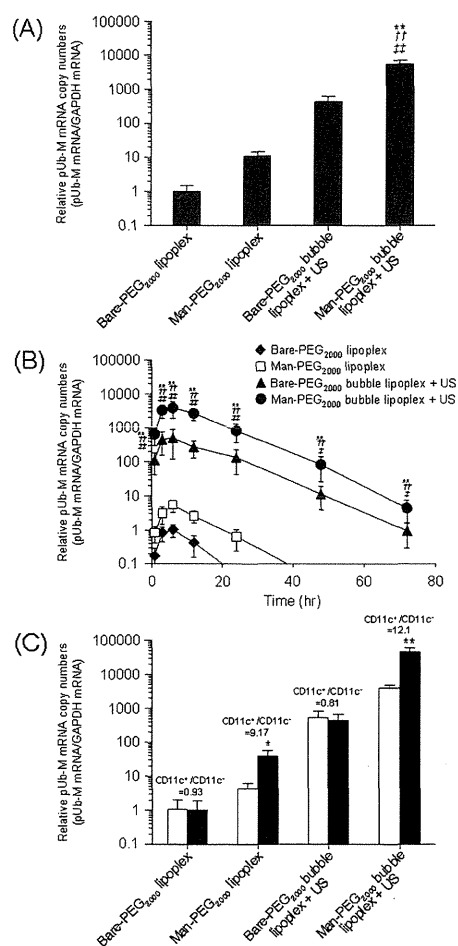 (A)
Relative pUb-M mRNA copy numbers
(pUb-M mRNA/GAPDH mRNA)
100000
10000
1000
100
10
1
0.1
**
††
‡‡
Bare-PEG2000 lipoplex
Man-PEG2000 lipoplex
Bare-PEG2000 bubble
lipoplex + US
Man-PEG2000 bubble
lipoplex + US
(B)
Bare-PEG2000 lipoplex
Man-PEG2000 lipoplex
Bare-PEG2000 bubble lipoplex + US
Man-PEG2000 bubble lipoplex + US
Relative pUb-M mRNA copy numbers
(pUb-M mRNA/GAPDH mRNA)
100000
10000
1000
100
10
1
0.1
**
††
‡‡
**
††
‡‡
**
††
‡‡
**
††
‡‡
**
††
‡‡
**
††
‡
**
††
‡
0
20
40
60
80
Time (hr)
(C)
Relative pUb-M mRNA copy numbers
(pUb-M mRNA/GAPDH mRNA)
100000
10000
1000
100
10
1
0.1
CD11c+/CD11c-
=0.93
CD11c+/CD11c-
=9.17
*
CD11c+/CD11c-
=0.81
CD11c+/CD11c-
=12.1
**
Bare-PEG2000 lipoplex
Man-PEG2000 lipoplex
Bare-PEG2000 bubble
lipoplex + US
Man-PEG2000 bubble
lipoplex + US